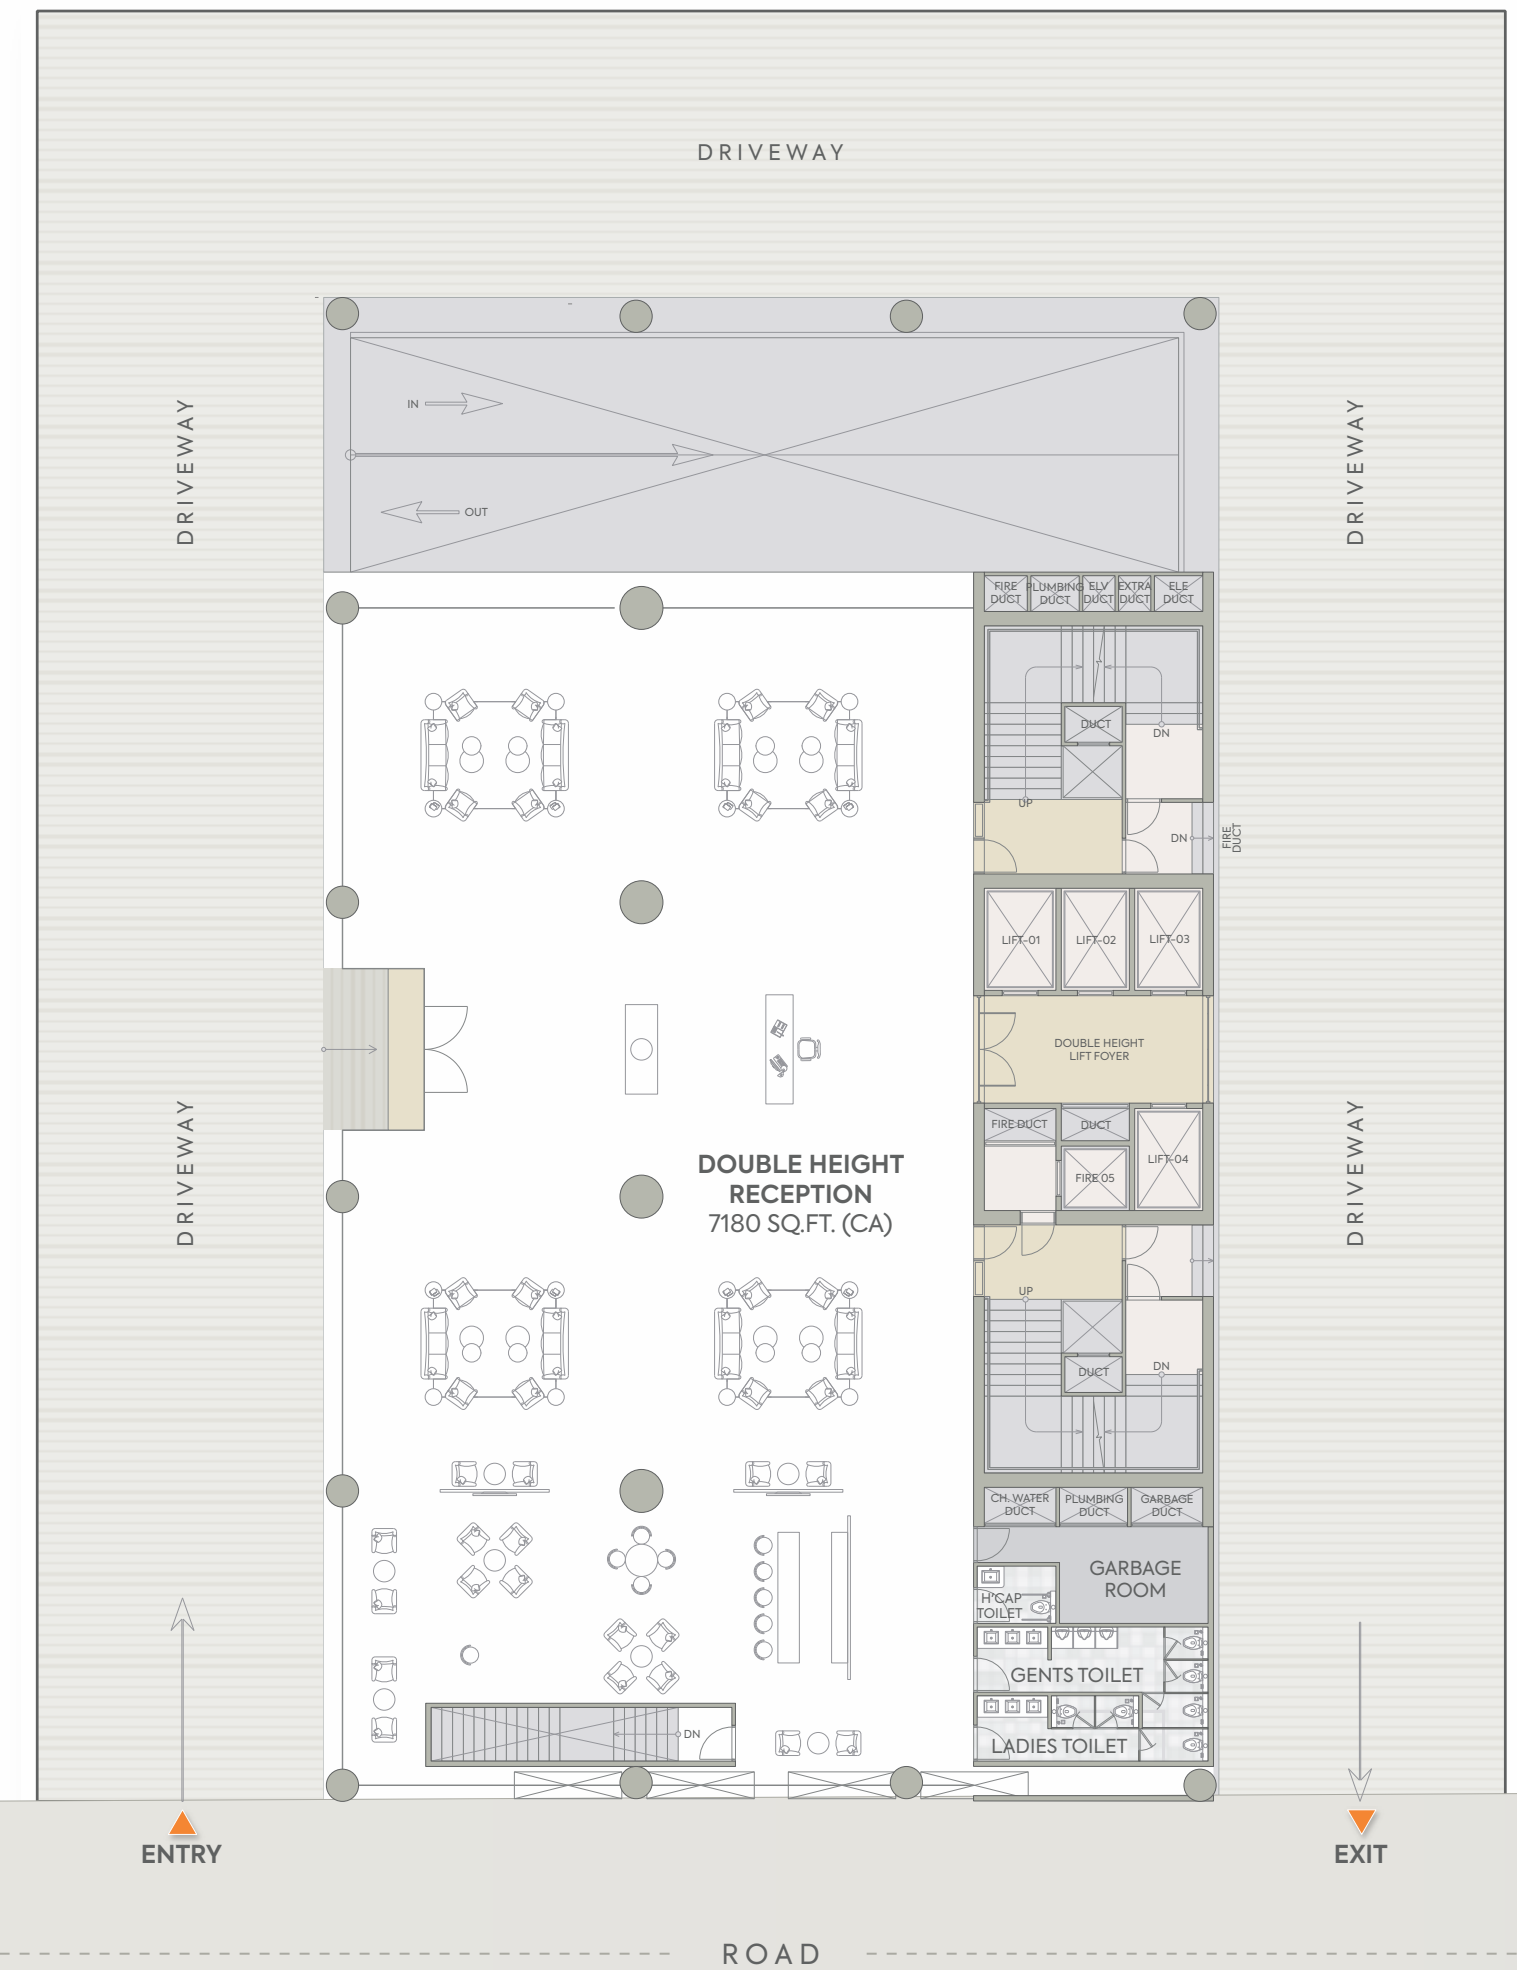 DRIVEWAY
IN
DRIVEWAY
DRIVEWAY
OUT
FIRE
DUCT
PLUMBING
DUCT
ELV
DUCT
EXTRA
DUCT
ELE
DUCT
DUCT
DN
UP
DN
FIRE
DUCT
LIFT-01
LIFT-02
LIFT-03
DOUBLE HEIGHT
LIFT FOYER
FIRE DUCT
DUCT
LIFT-04
FIRE 05
DRIVEWAY
DRIVEWAY
DOUBLE HEIGHT
RECEPTION
7180 SQ.FT. (CA)
UP
DN
DUCT
CH. WATER
DUCT
PLUMBING
DUCT
GARBAGE
DUCT
GARBAGE
ROOM
H'CAP
TOILET
GENTS TOILET
DN
LADIES TOILET
ENTRY
EXIT
ROAD